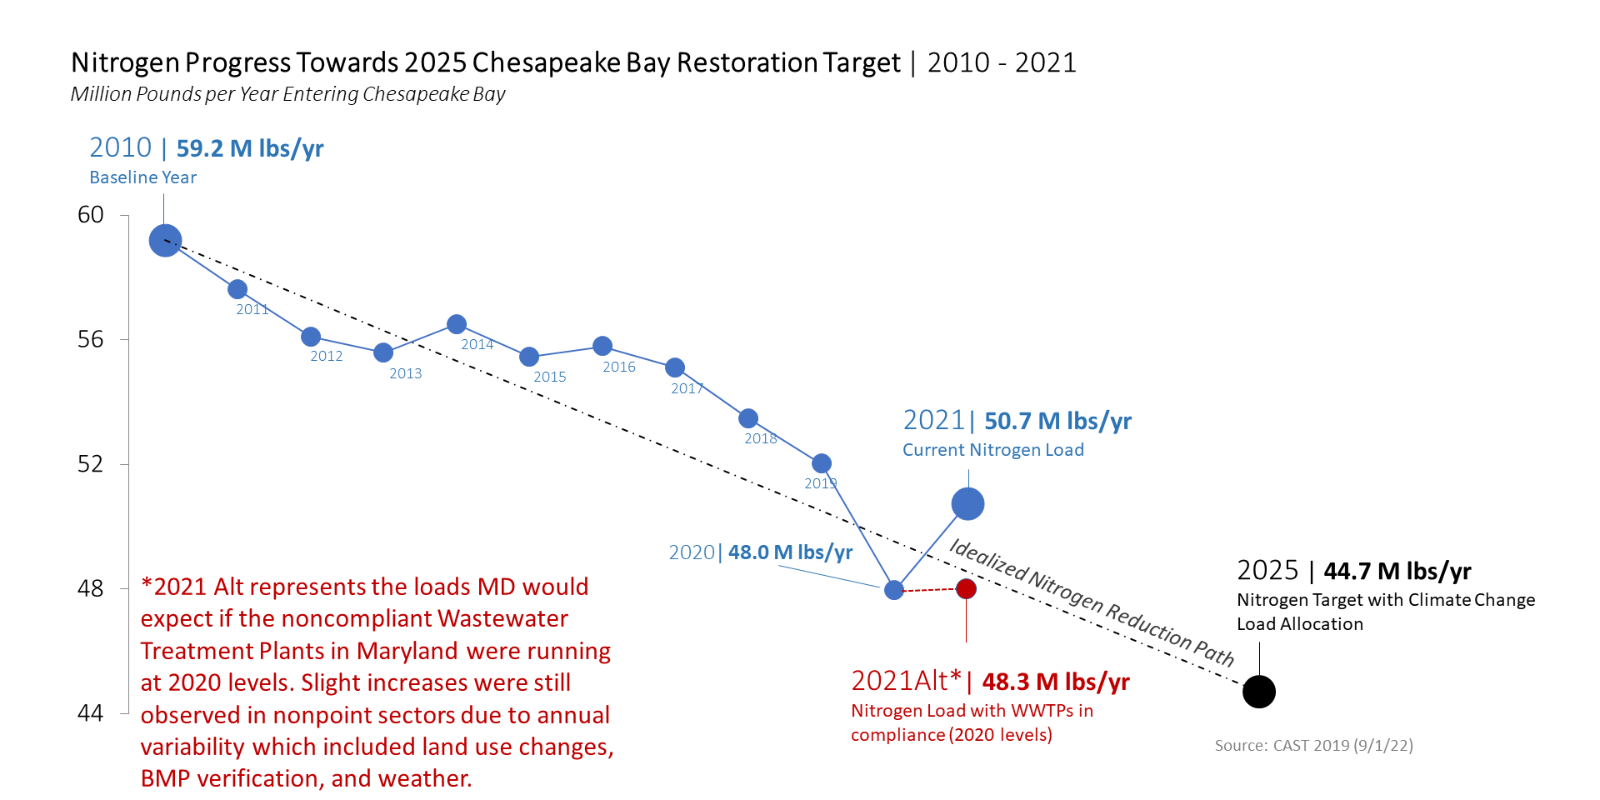 Nitrogen Progress Towards 2025 Chesapeake Bay Restoration Target | 2010 - 2021
Million Pounds per Year Entering Chesapeake Bay
2010 | 59.2 M lbs/yr
Baseline Year
60
56
52
48
44
2011
2012
2013
2014
2015
2016
2017
2018
2019
2020| 48.0 M lbs/yr
2021| 50.7 M lbs/yr
Current Nitrogen Load
Idealized Nitrogen Reduction Path
2025 | 44.7 M lbs/yr
Nitrogen Target with Climate Change
Load Allocation
*2021 Alt represents the loads MD would
expect if the noncompliant Wastewater
Treatment Plants in Maryland were running
at 2020 levels. Slight increases were still
observed in nonpoint sectors due to annual
variability which included land use changes,
BMP verification, and weather.
2021Alt*| 48.3 M lbs/yr
Nitrogen Load with WWTPs in
compliance (2020 levels)
Source: CAST 2019 (9/1/22)